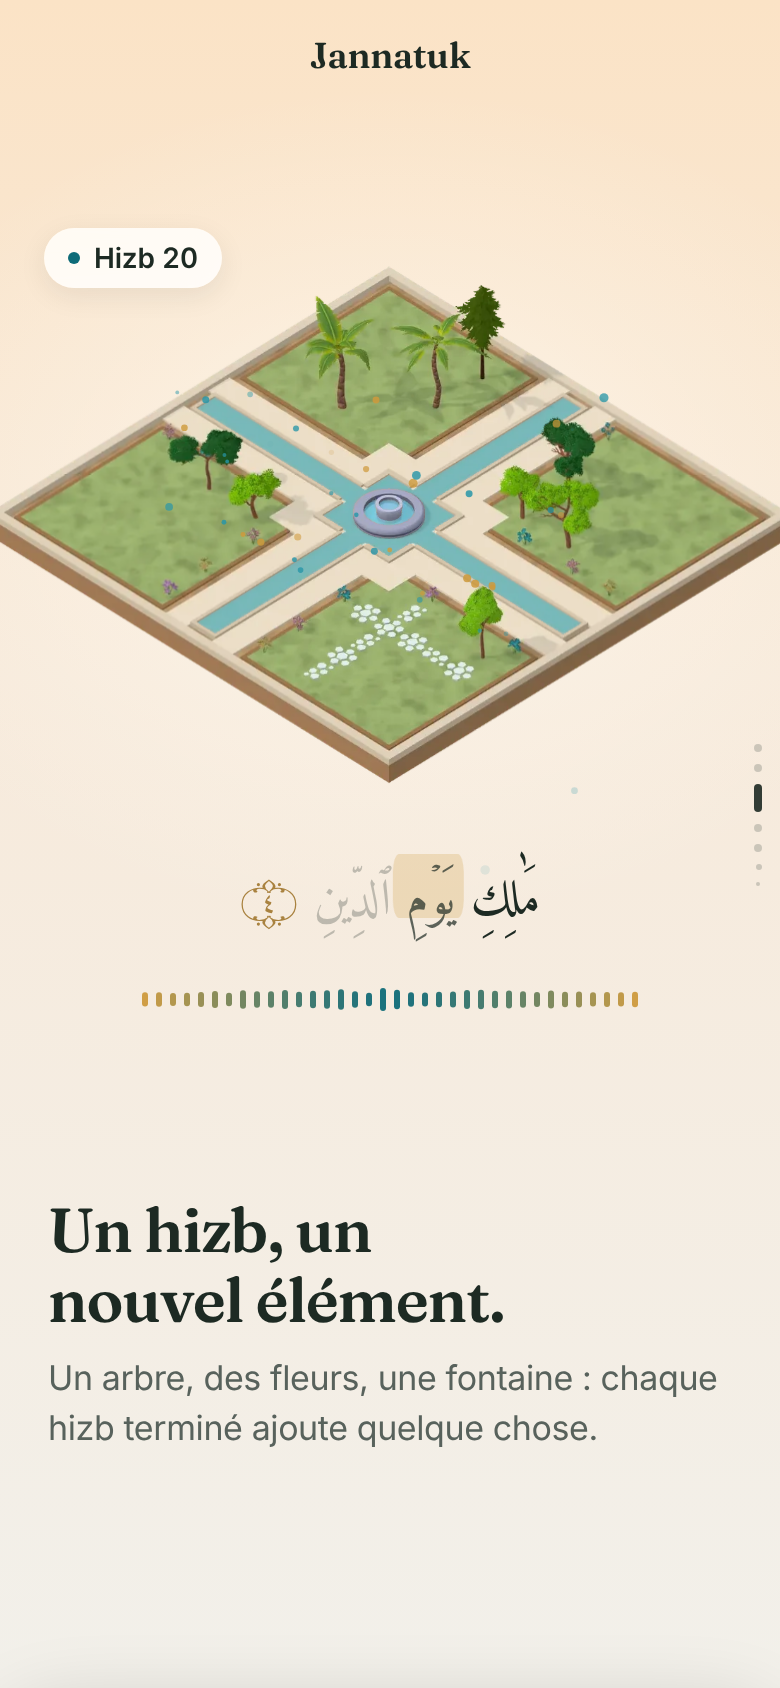 Jannatuk
Hizb 20
مَٰلِكِ يَوْمِ ٱلدِّينِ ٤
Un hizb, un
nouvel élément.
Un arbre, des fleurs, une fontaine : chaque
hizb terminé ajoute quelque chose.